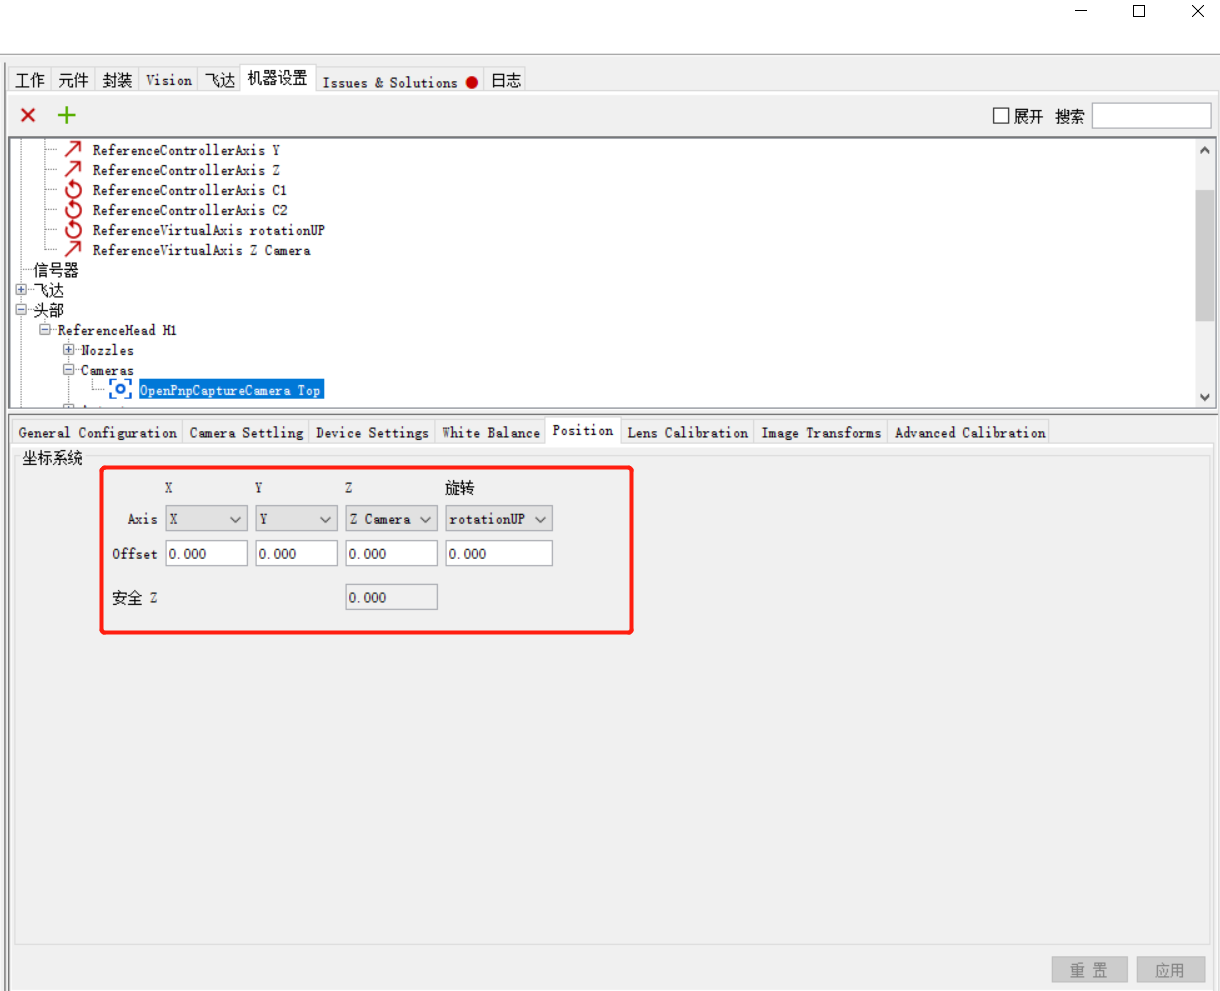 工作 元件 封装 Vision 飞达 机器设置 Issues & Solutions 日志
展开 搜索
ReferenceControllerAxis Y
ReferenceControllerAxis Z
ReferenceControllerAxis C1
ReferenceControllerAxis C2
ReferenceVirtualAxis rotationUP
ReferenceVirtualAxis Z Camera
信号器
飞达
头部
ReferenceHead H1
Nozzles
Cameras
OpenPnpCaptureCamera Top
General Configuration Camera Settling Device Settings White Balance Position Lens Calibration Image Transforms Advanced Calibration
坐标系统
X Y Z 旋转
Axis X Y Z Camera rotationUP
Offset 0.000 0.000 0.000 0.000
安全 Z 0.000
重置 应用